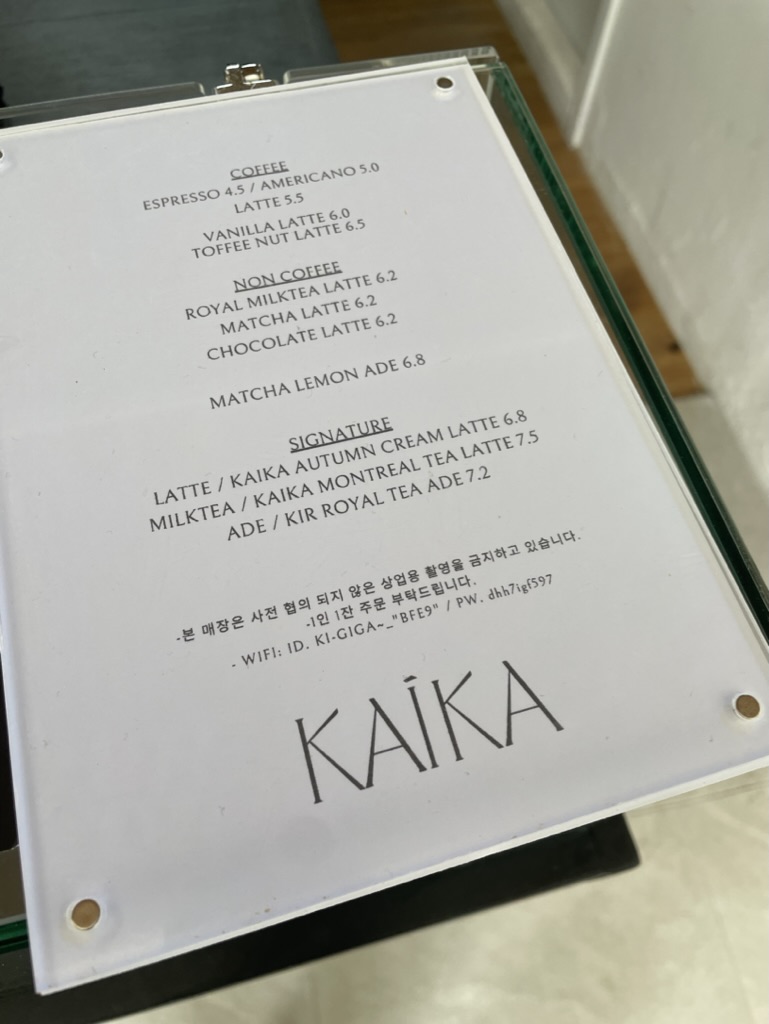 COFFEE
ESPRESSO 4.5 / AMERICANO 5.0
LATTE 5.5
VANILLA LATTE 6.0
TOFFEE NUT LATTE 6.5
NON COFFEE
ROYAL MILKTEA LATTE 6.2
MATCHA LATTE 6.2
CHOCOLATE LATTE 6.2
MATCHA LEMON ADE 6.8
SIGNATURE
LATTE / KAIKA AUTUMN CREAM LATTE 6.8
MILKTEA / KAIKA MONTREAL TEA LATTE 7.5
ADE / KIR ROYAL TEA ADE 7.2
-본 매장은 사전 협의 되지 않은 상업용 촬영을 금지하고 있습니다.
-1인 1잔 주문 부탁드립니다.
- WIFI: ID. KI-GIGA~_"BFE9" / PW. dhh7igf597
KAIKA